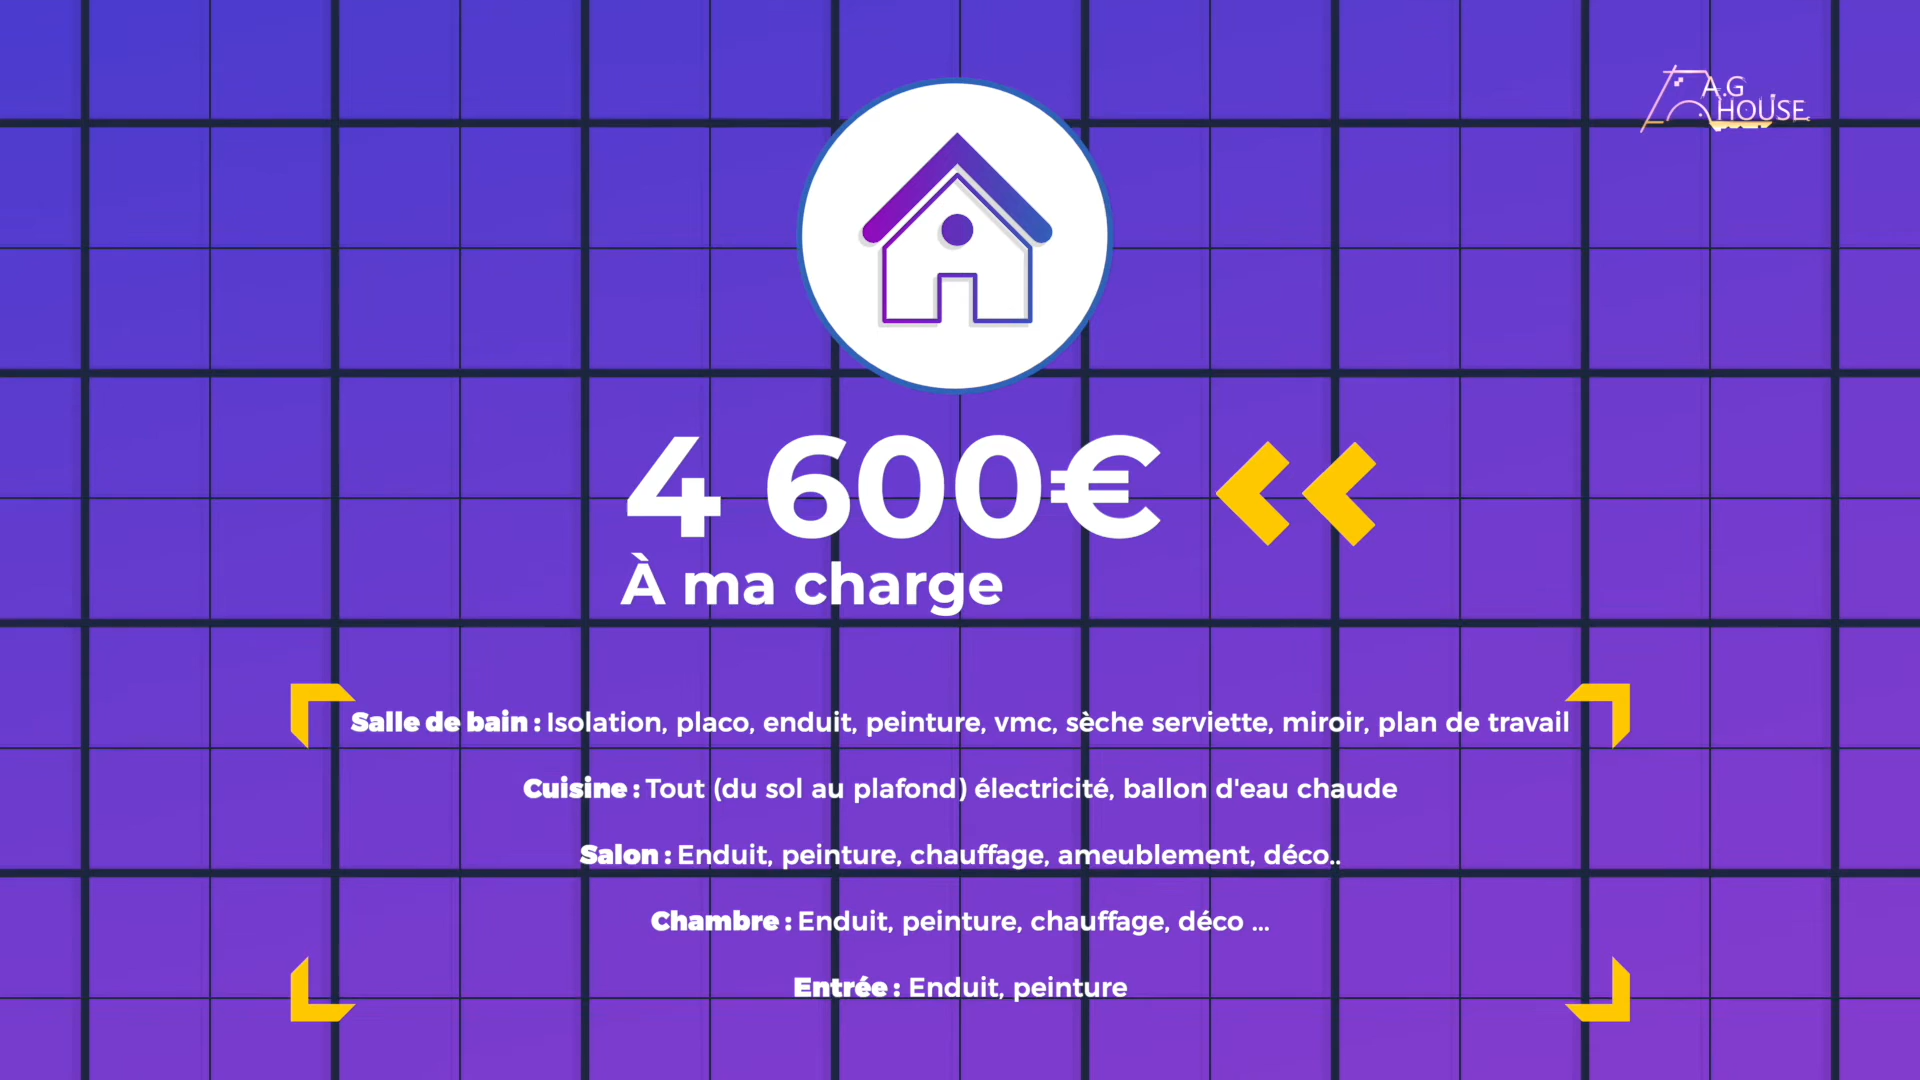 A.G
HOUSE
4 600€
À ma charge
Salle de bain : Isolation, placo, enduit, peinture, vmc, sèche serviette, miroir, plan de travail
Cuisine : Tout (du sol au plafond) électricité, ballon d'eau chaude
Salon : Enduit, peinture, chauffage, ameublement, déco..
Chambre : Enduit, peinture, chauffage, déco ...
Entrée : Enduit, peinture